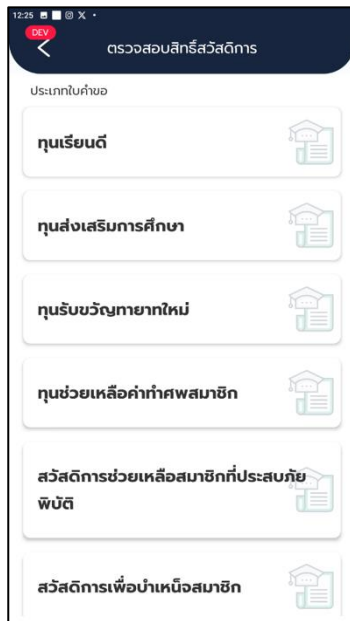 12:25
DEV
ตรวจสอบสิทธิ์สวัสดิการ
ประเภทใบคำขอ
ทุนเรียนดี
ทุนส่งเสริมการศึกษา
ทุนรับขวัญทายาทใหม่
ทุนช่วยเหลือค่าทำศพสมาชิก
สวัสดิการช่วยเหลือสมาชิกที่ประสบภัย
พิบัติ
สวัสดิการเพื่อบำเหน็จสมาชิก